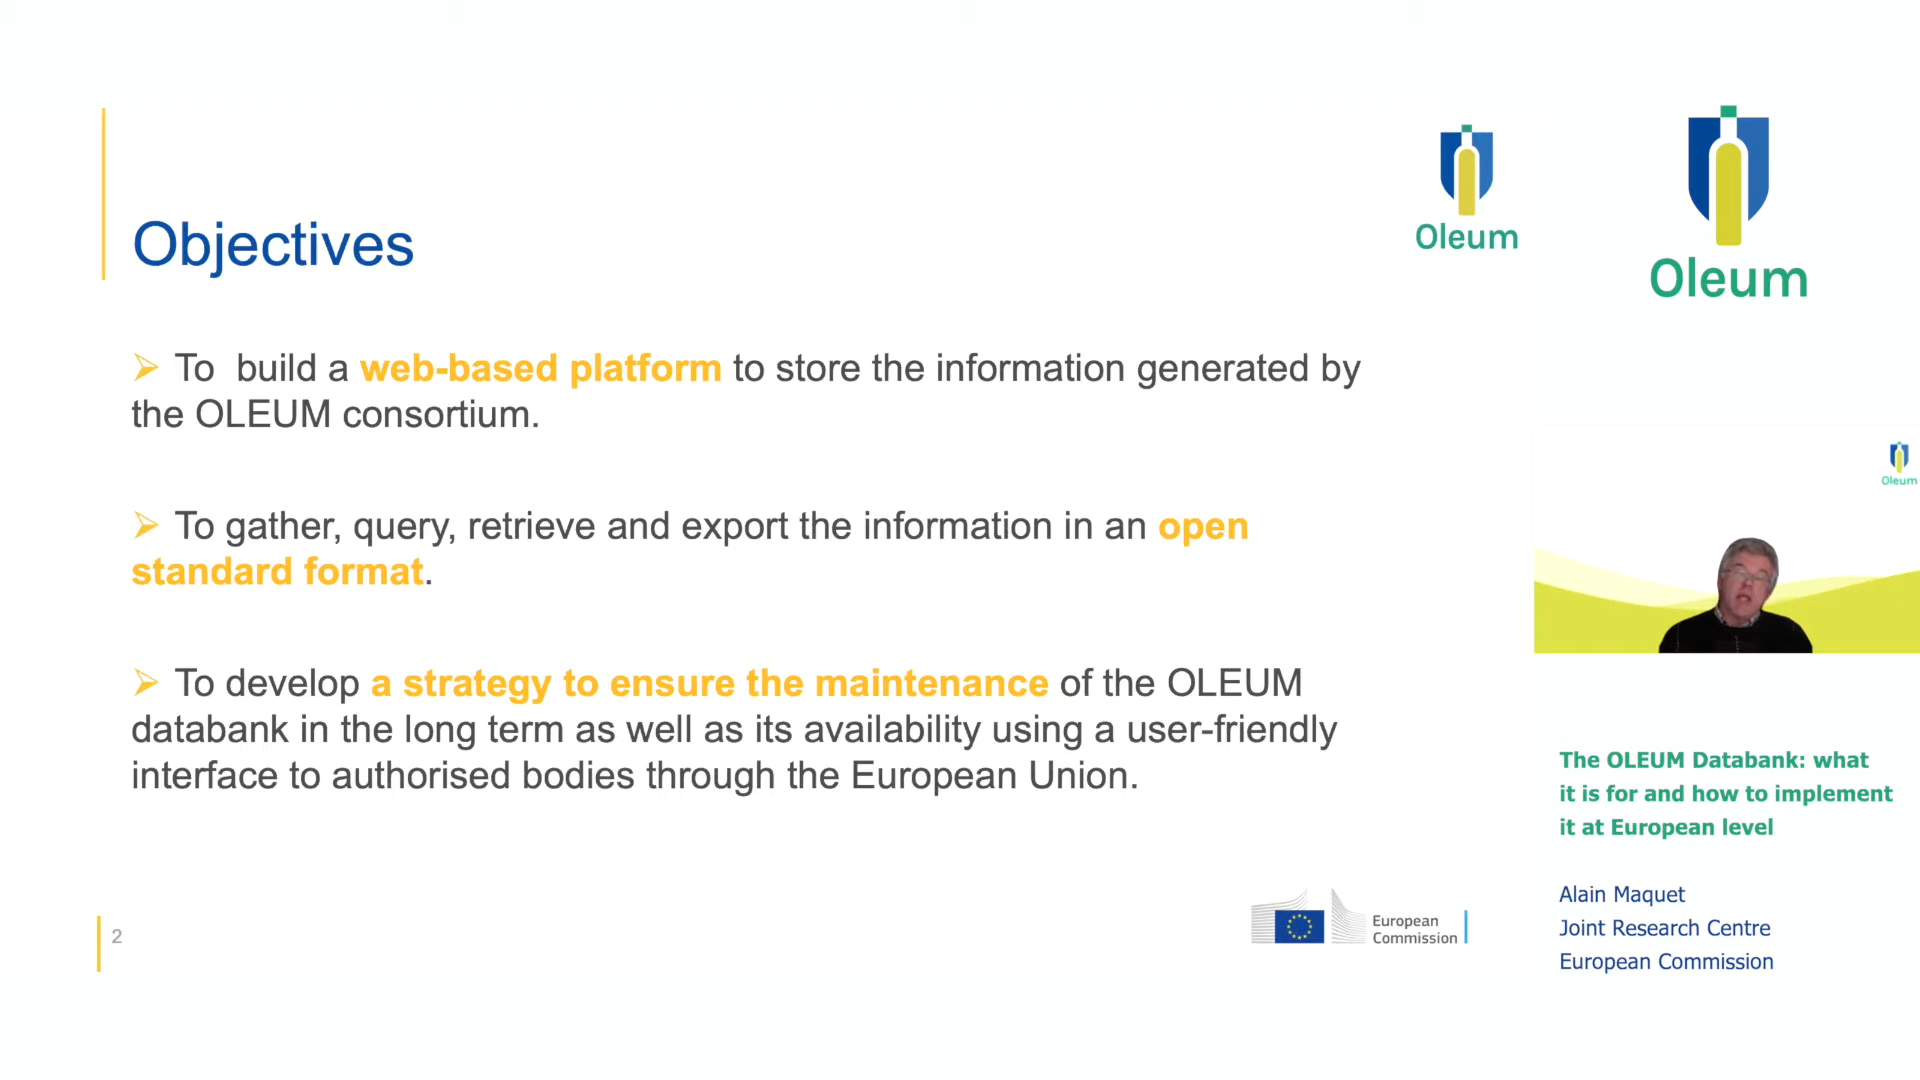 Objectives
Oleum
Oleum
➢ To  build a web-based platform to store the information generated by
the OLEUM consortium.
➢ To gather, query, retrieve and export the information in an open
standard format.
➢ To develop a strategy to ensure the maintenance of the OLEUM
databank in the long term as well as its availability using a user-friendly
interface to authorised bodies through the European Union.
2
European
Commission
Oleum
The OLEUM Databank: what
it is for and how to implement
it at European level
Alain Maquet
Joint Research Centre
European Commission